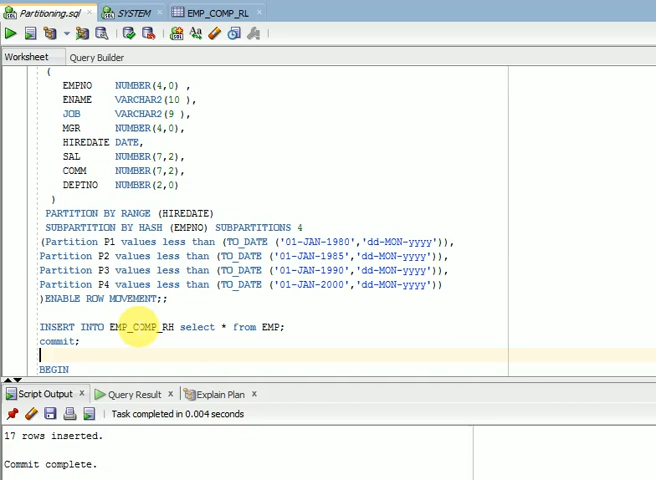 Partitioning.sql
SYSTEM
EMP_COMP_RL
Worksheet
Query Builder
(
EMPNO NUMBER(4,0) ,
ENAME VARCHAR2(10 ),
JOB VARCHAR2(9 ),
MGR NUMBER(4,0),
HIREDATE DATE,
SAL NUMBER(7,2),
COMM NUMBER(7,2),
DEPTNO NUMBER(2,0)
)
PARTITION BY RANGE (HIREDATE)
SUBPARTITION BY HASH (EMPNO) SUBPARTITIONS 4
(Partition P1 values less than (TO_DATE ('01-JAN-1980','dd-MON-yyyy')),
Partition P2 values less than (TO_DATE ('01-JAN-1985','dd-MON-yyyy')),
Partition P3 values less than (TO_DATE ('01-JAN-1990','dd-MON-yyyy')),
Partition P4 values less than (TO_DATE ('01-JAN-2000','dd-MON-yyyy'))
)ENABLE ROW MOVEMENT;;
INSERT INTO EMP_COMP_RH select * from EMP;
commit;
BEGIN
Script Output
Query Result
Explain Plan
Task completed in 0.004 seconds
17 rows inserted.
Commit complete.